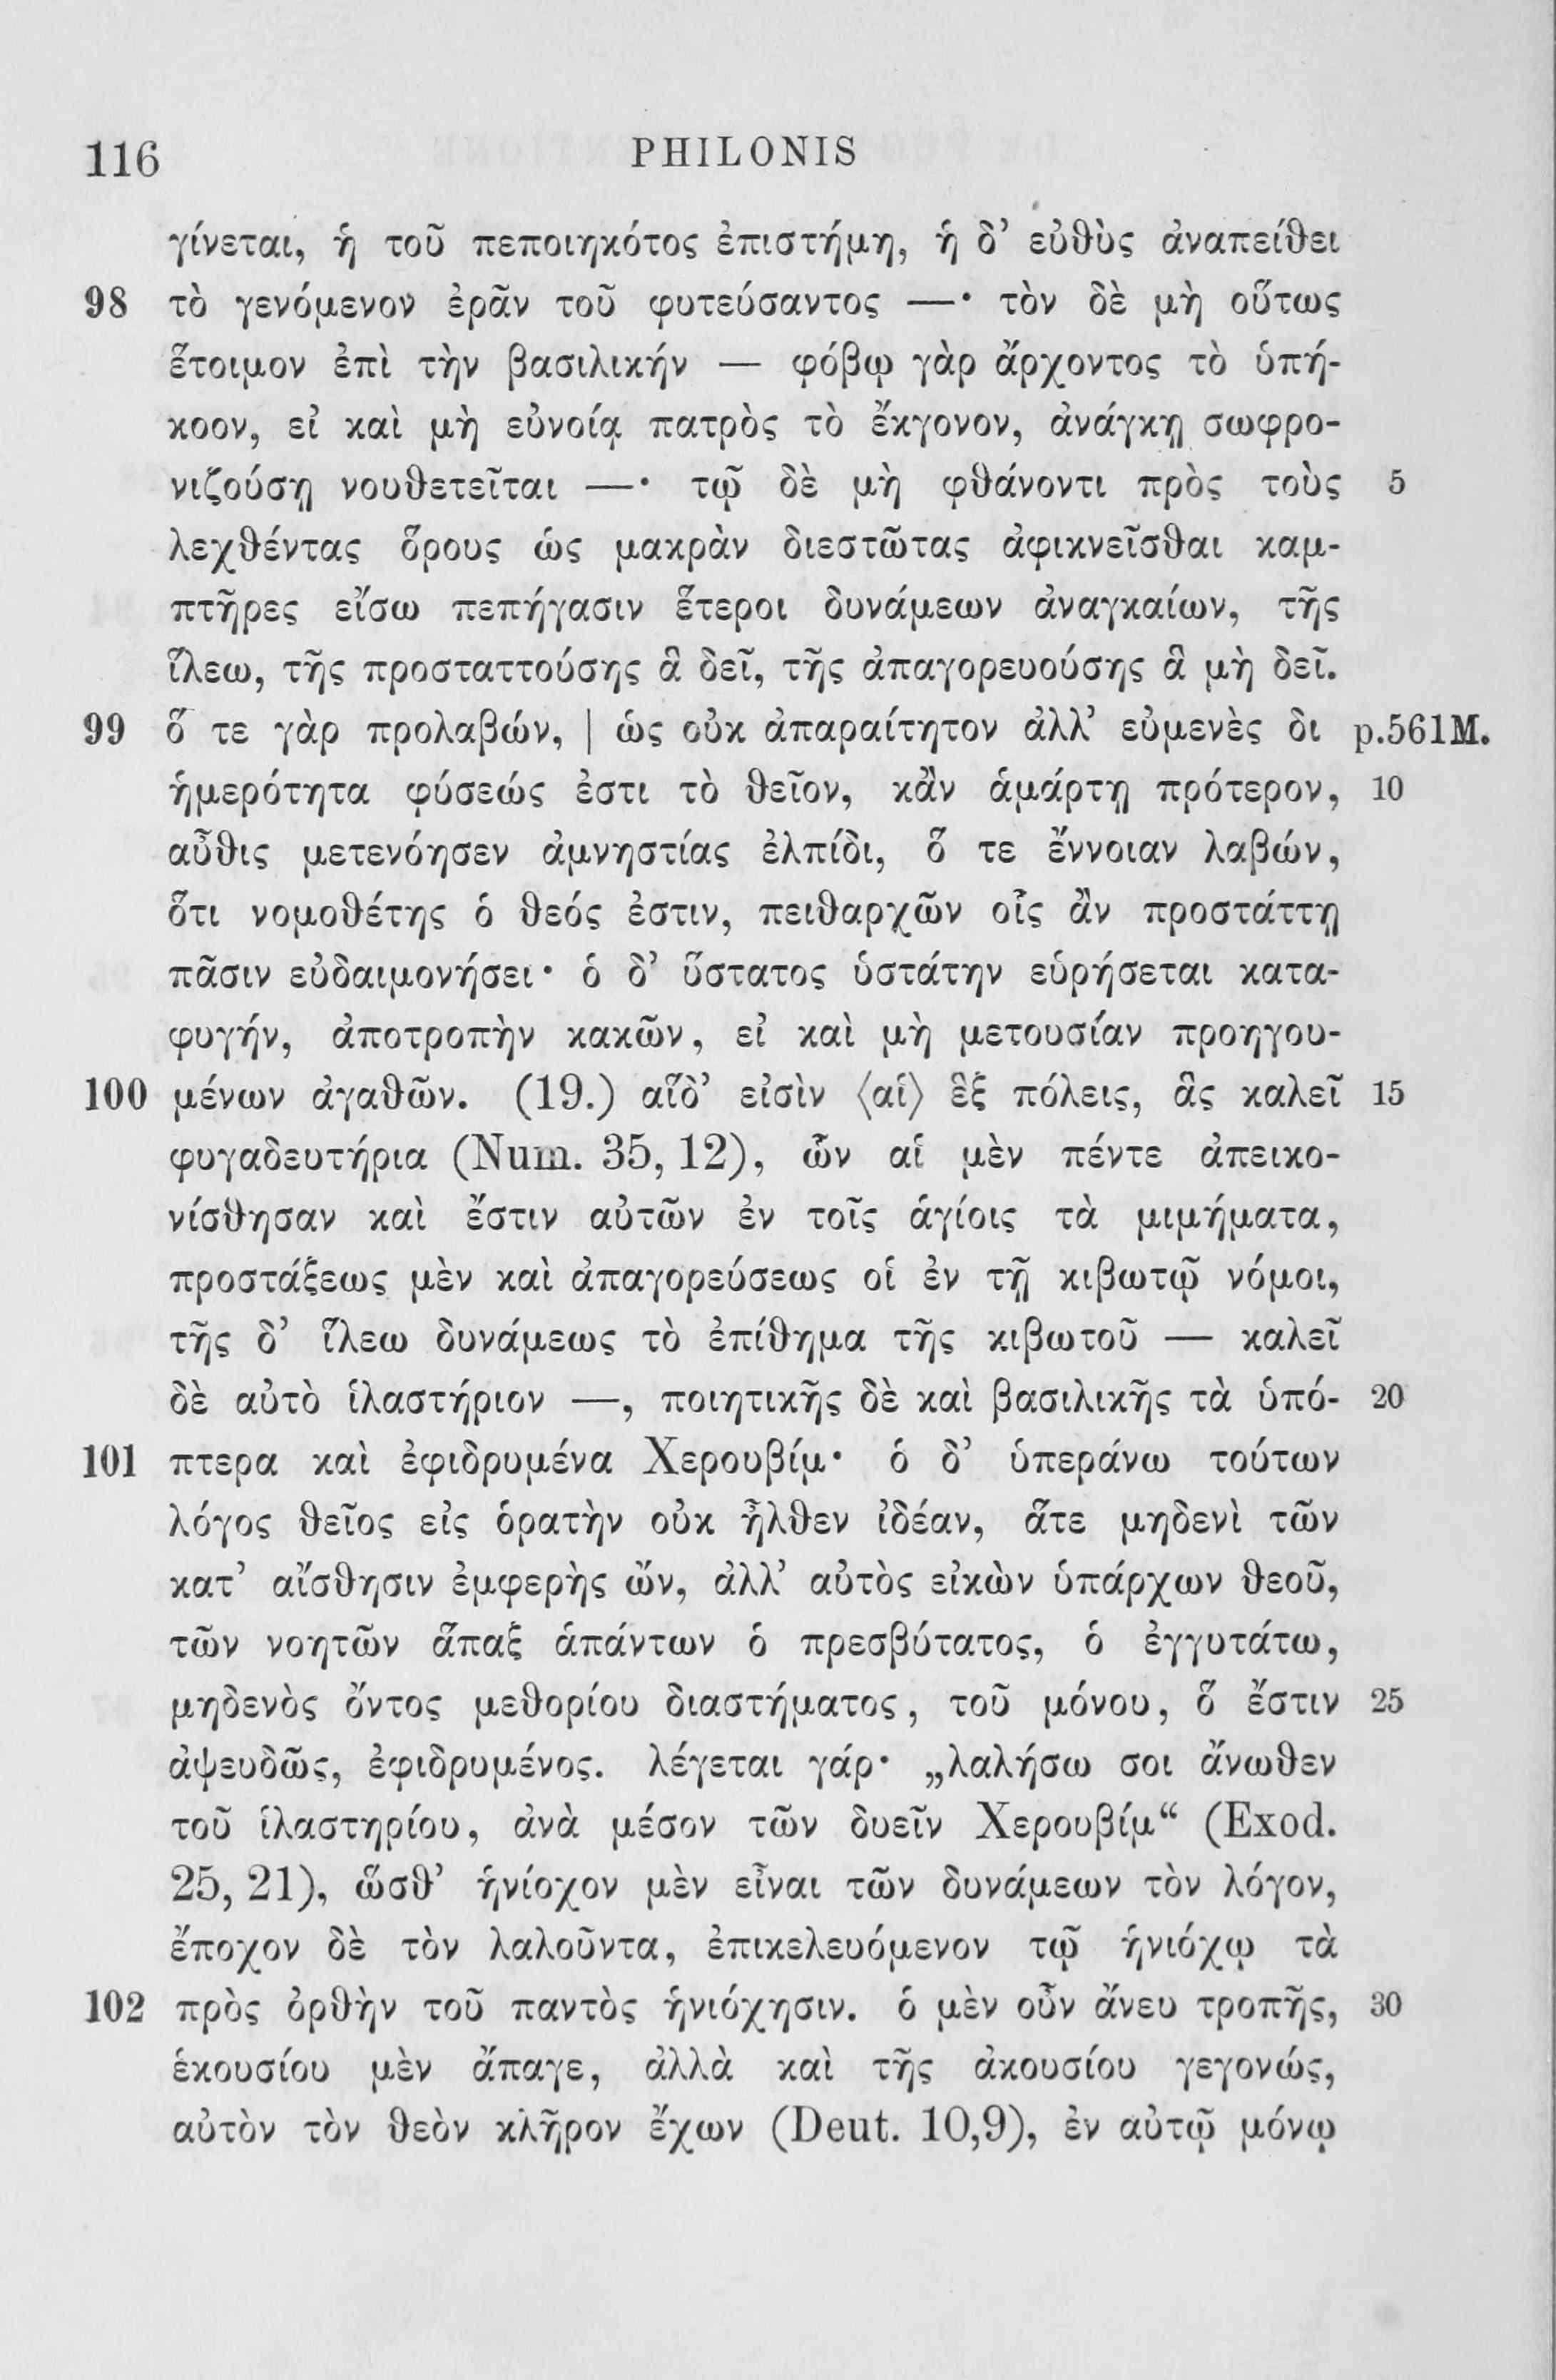 116 PHILONIS
γίνεται, ἡ τοῦ πεποιηκότος ἐπιστήμη, ἡ δ’ εὐθὺς ἀναπείθει
98 τὸ γενόμενον ἐρᾶν τοῦ φυτεύσαντος —· τὸν δὲ μὴ οὕτως
ἕτοιμον ἐπὶ τὴν βασιλικήν — φόβῳ γὰρ ἄρχοντος τὸ ὑπή-
κοον, εἰ καὶ μὴ εὐνοίᾳ πατρὸς τὸ ἔκγονον, ἀνάγκῃ σωφρο-
νιζούσῃ νουθετεῖται —· τῷ δὲ μὴ φθάνοντι πρὸς τοὺς 5
λεχθέντας ὅρους ὡς μακρὰν διεστῶτας ἀφικνεῖσθαι καμ-
πτῆρες εἴσω πεπήγασιν ἕτεροι δυνάμεων ἀναγκαίων, τῆς
ἵλεω, τῆς προσταττούσης ἃ δεῖ, τῆς ἀπαγορευούσης ἃ μὴ δεῖ.
99 ὅ τε γὰρ προλαβών, | ὡς οὐκ ἀπαραίτητον ἀλλ’ εὐμενὲς δι p.561M.
ἡμερότητα φύσεώς ἐστι τὸ θεῖον, κἂν ἁμάρτῃ πρότερον, 10
αὖθις μετενόησεν ἀμνηστίας ἐλπίδι, ὅ τε ἔννοιαν λαβών,
ὅτι νομοθέτης ὁ θεός ἐστιν, πειθαρχῶν οἷς ἂν προστάττῃ
πᾶσιν εὐδαιμονήσει· ὁ δ’ ὕστατος ὑστάτην εὑρήσεται κατα-
φυγήν, ἀποτροπὴν κακῶν, εἰ καὶ μὴ μετουσίαν προηγου-
100 μένων ἀγαθῶν. (19.) αἵδ’ εἰσὶν ⟨αἱ⟩ ἓξ πόλεις, ἃς καλεῖ 15
φυγαδευτήρια (Num. 35, 12), ὧν αἱ μὲν πέντε ἀπεικο-
νίσθησαν καὶ ἔστιν αὐτῶν ἐν τοῖς ἁγίοις τὰ μιμήματα,
προστάξεως μὲν καὶ ἀπαγορεύσεως οἱ ἐν τῇ κιβωτῷ νόμοι,
τῆς δ’ ἵλεω δυνάμεως τὸ ἐπίθημα τῆς κιβωτοῦ — καλεῖ
δὲ αὐτὸ ἱλαστήριον —, ποιητικῆς δὲ καὶ βασιλικῆς τὰ ὑπό- 20
101 πτερα καὶ ἐφιδρυμένα Χερουβίμ· ὁ δ’ ὑπεράνω τούτων
λόγος θεῖος εἰς ὁρατὴν οὐκ ἦλθεν ἰδέαν, ἅτε μηδενὶ τῶν
κατ’ αἴσθησιν ἐμφερὴς ὤν, ἀλλ’ αὐτὸς εἰκὼν ὑπάρχων θεοῦ,
τῶν νοητῶν ἅπαξ ἁπάντων ὁ πρεσβύτατος, ὁ ἐγγυτάτω,
μηδενὸς ὄντος μεθορίου διαστήματος, τοῦ μόνου, ὅ ἔστιν 25
ἀψευδῶς, ἐφιδρυμένος. λέγεται γάρ· „λαλήσω σοι ἄνωθεν
τοῦ ἱλαστηρίου, ἀνὰ μέσον τῶν δυεῖν Χερουβίμ“ (Exod.
25, 21), ὥσθ’ ἡνίοχον μὲν εἶναι τῶν δυνάμεων τὸν λόγον,
ἔποχον δὲ τὸν λαλοῦντα, ἐπικελευόμενον τῷ ἡνιόχῳ τὰ
102 πρὸς ὀρθὴν τοῦ παντὸς ἡνιόχησιν. ὁ μὲν οὖν ἄνευ τροπῆς, 30
ἑκουσίου μὲν ἄπαγε, ἀλλὰ καὶ τῆς ἀκουσίου γεγονώς,
αὐτὸν τὸν θεὸν κλῆρον ἔχων (Deut. 10,9), ἐν αὐτῷ μόνῳ